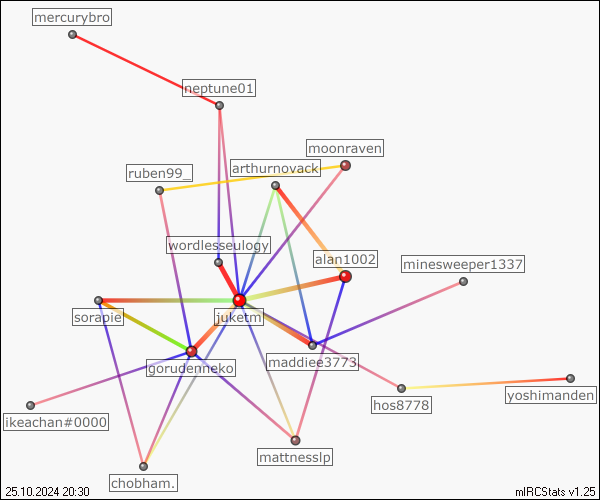 mercurybro
neptune01
moonraven
arthurnovack
ruben99_
wordlesseulogy
alan1002
minesweeper1337
sorapie
juketm
maddiee3773
gorudenneko
hos8778
yoshimanden
ikeachan#0000
mattnesslp
chobham.
25.10.2024 20:30
mIRCStats v1.25